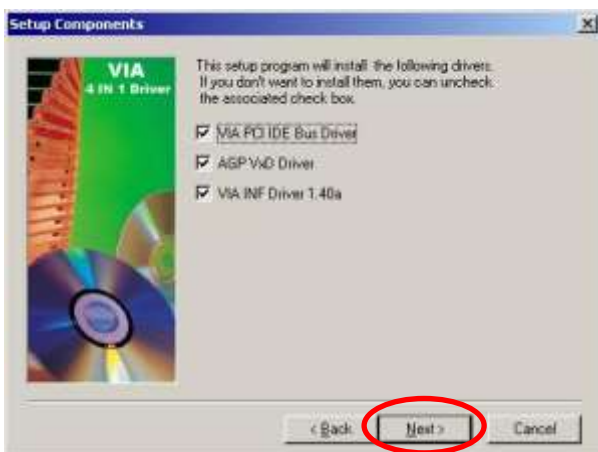 Setup Components
VIA
4 IN 1 Driver
This setup program will install the following drivers.
If you don't want to install them, you can uncheck
the associated check box.
VIA PCI IDE Bus Driver
AGP VxD Driver
VIA INF Driver 1.40a
< Back
Next >
Cancel